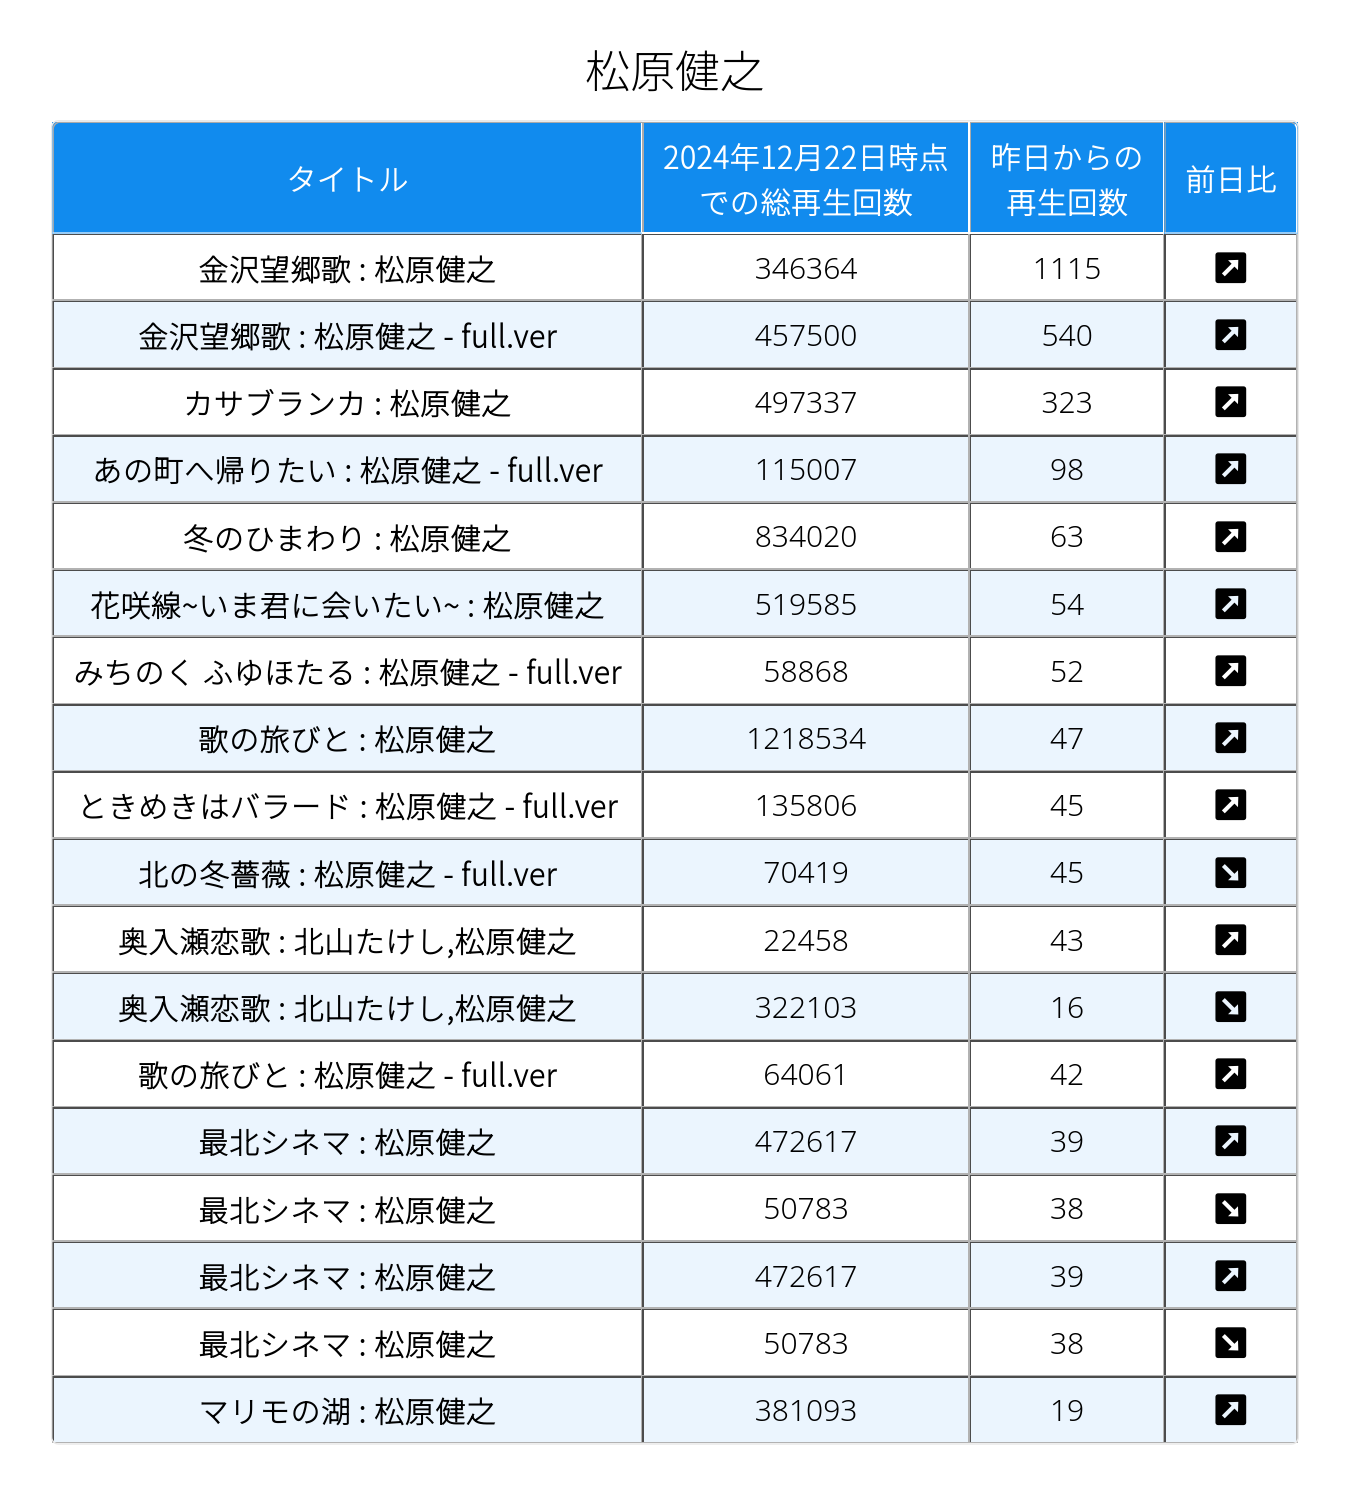 松原健之
タイトル 2024年12月22日時点 昨日からの 前日比
での総再生回数 再生回数
金沢望郷歌 : 松原健之 346364 1115 ↗
金沢望郷歌 : 松原健之 - full.ver 457500 540 ↗
カサブランカ : 松原健之 497337 323 ↗
あの町へ帰りたい : 松原健之 - full.ver 115007 98 ↗
冬のひまわり : 松原健之 834020 63 ↗
花咲線~いま君に会いたい~ : 松原健之 519585 54 ↗
みちのく ふゆほたる : 松原健之 - full.ver 58868 52 ↗
歌の旅びと : 松原健之 1218534 47 ↗
ときめきはバラード : 松原健之 - full.ver 135806 45 ↗
北の冬薔薇 : 松原健之 - full.ver 70419 45 ↘
奥入瀬恋歌 : 北山たけし,松原健之 22458 43 ↗
奥入瀬恋歌 : 北山たけし,松原健之 322103 16 ↘
歌の旅びと : 松原健之 - full.ver 64061 42 ↗
最北シネマ : 松原健之 472617 39 ↗
最北シネマ : 松原健之 50783 38 ↘
最北シネマ : 松原健之 472617 39 ↗
最北シネマ : 松原健之 50783 38 ↘
マリモの湖 : 松原健之 381093 19 ↗